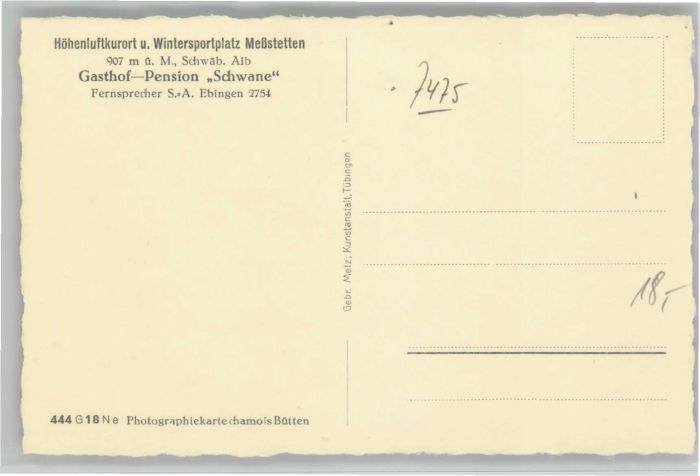 Höhenluftkurort u. Wintersportplatz Meßstetten
907 m ü. M., Schwäb. Alb
Gasthof—Pension „Schwane“
Fernsprecher S.=A. Ebingen 2754
7475
Gebr. Metz, Kunstanstalt, Tübingen
18,-
444 G 18 N e Photographiekarte chamois Bütten